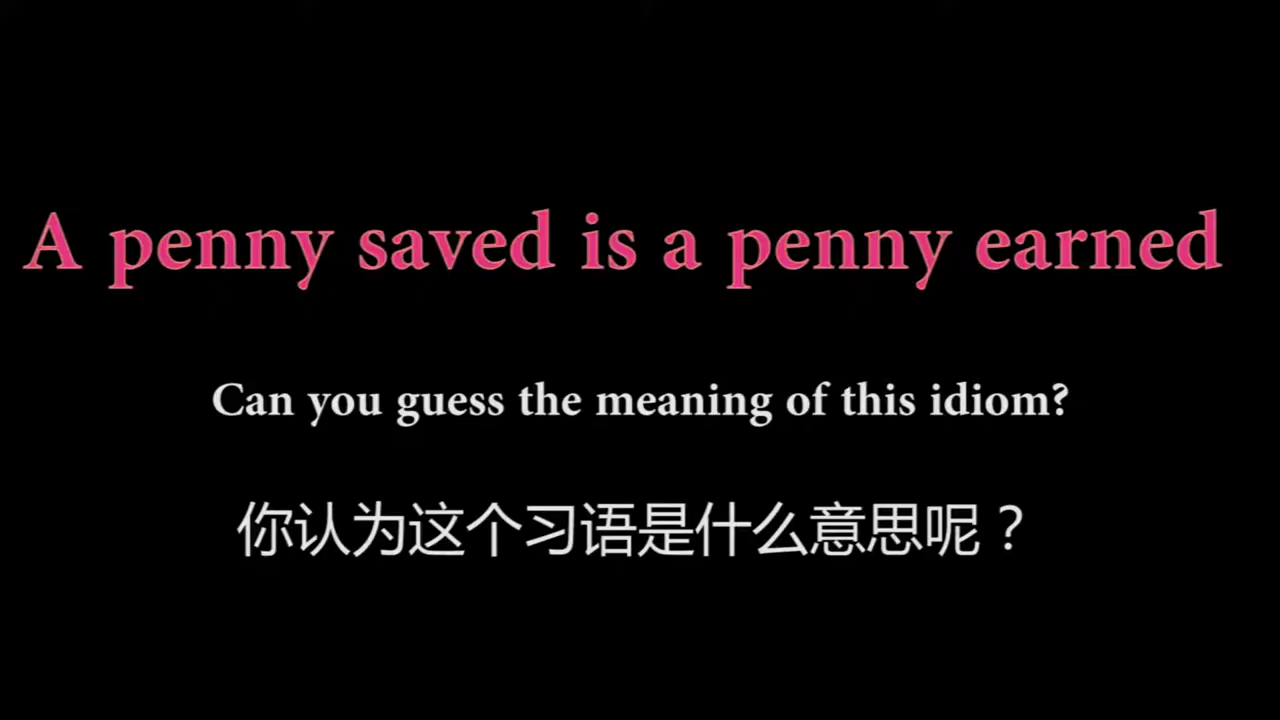 A penny saved is a penny earned
Can you guess the meaning of this idiom?
你认为这个习语是什么意思呢？